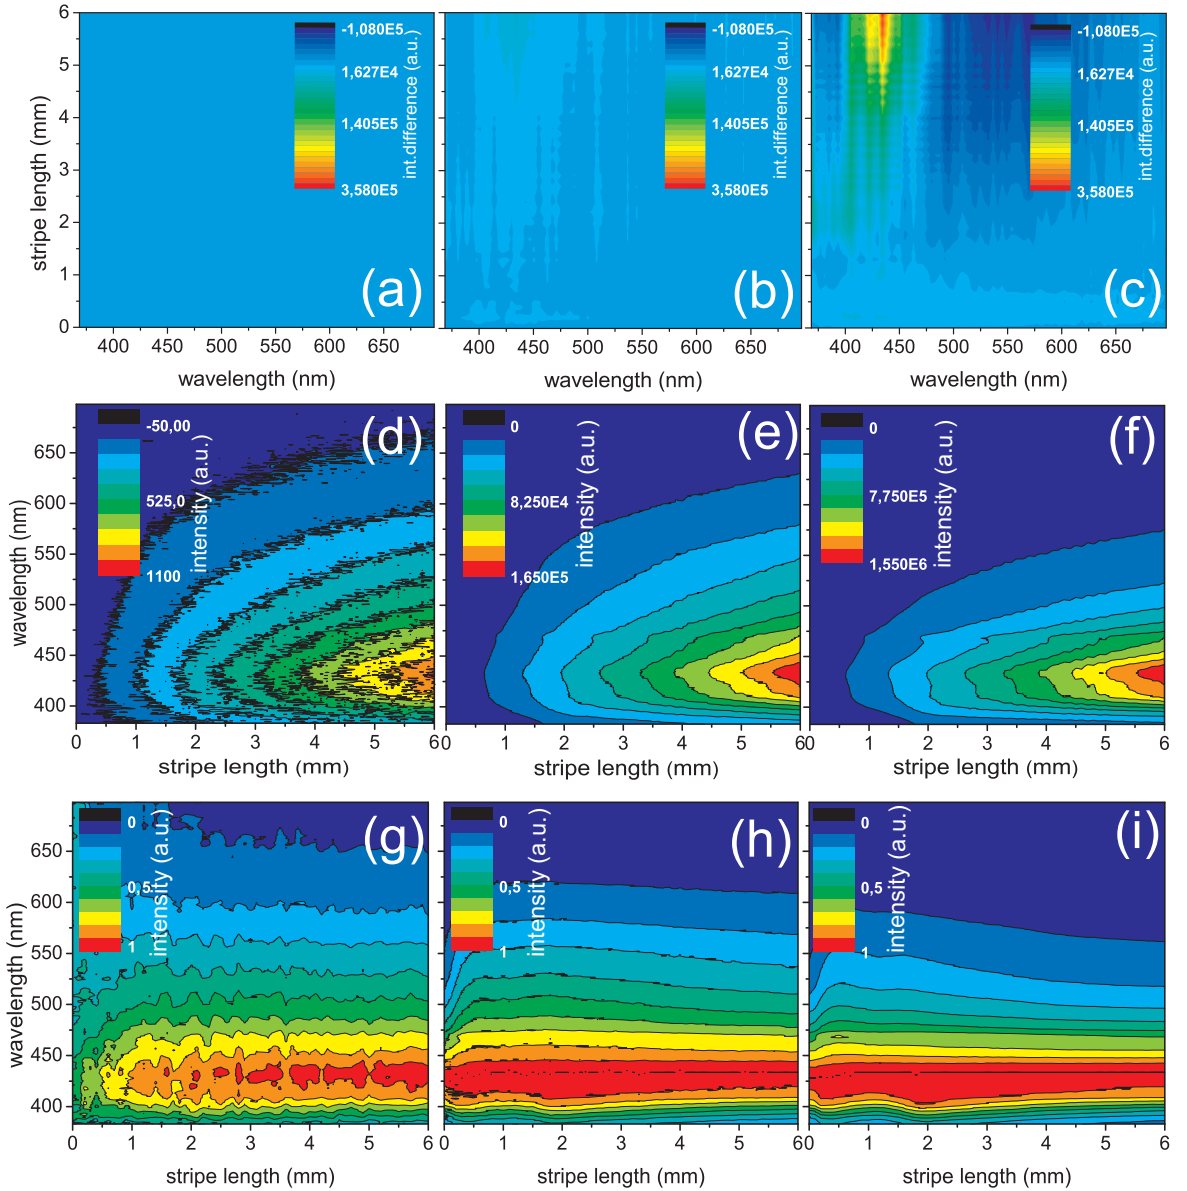 6
5
4
3
2
1
0
stripe length (mm)
-1,080E5
1,627E4
1,405E5
3,580E5
int.difference (a.u.)
(a)
400 450 500 550 600 650
wavelength (nm)
-1,080E5
1,627E4
1,405E5
3,580E5
int.difference (a.u.)
(b)
400 450 500 550 600 650
wavelength (nm)
-1,080E5
1,627E4
1,405E5
3,580E5
int.difference (a.u.)
(c)
400 450 500 550 600 650
wavelength (nm)
650
600
550
500
450
400
wavelength (nm)
-50,00
525,0
1100
intensity (a.u.)
(d)
0 1 2 3 4 5 6
stripe length (mm)
0
8,250E4
1,650E5
intensity (a.u.)
(e)
0 1 2 3 4 5 6
stripe length (mm)
0
7,750E5
1,550E6
intensity (a.u.)
(f)
0 1 2 3 4 5 6
stripe length (mm)
650
600
550
500
450
400
wavelength (nm)
0
0,5
1
intensity (a.u.)
(g)
0 1 2 3 4 5 6
stripe length (mm)
0
0,5
1
intensity (a.u.)
(h)
0 1 2 3 4 5 6
stripe length (mm)
0
0,5
1
intensity (a.u.)
(i)
0 1 2 3 4 5 6
stripe length (mm)